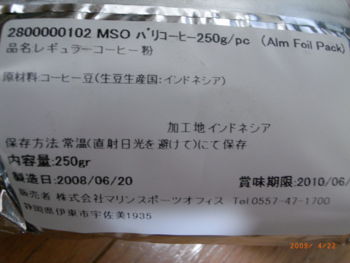 2800000102 MSO バリコーヒー250g/pc (Alm Foil Pack)
品名レギュラーコーヒー粉
原材料:コーヒー豆(生豆生産国:インドネシア)
加工地インドネシア
保存方法 常温(直射日光を避けて)にて保存
内容量:250gr
製造日:2008/06/20 賞味期限:2010/06/
販売者 株式会社マリンスポーツオフィス Tel 0557-47-1700
静岡県伊東市宇佐美1935
2009/ 4/22